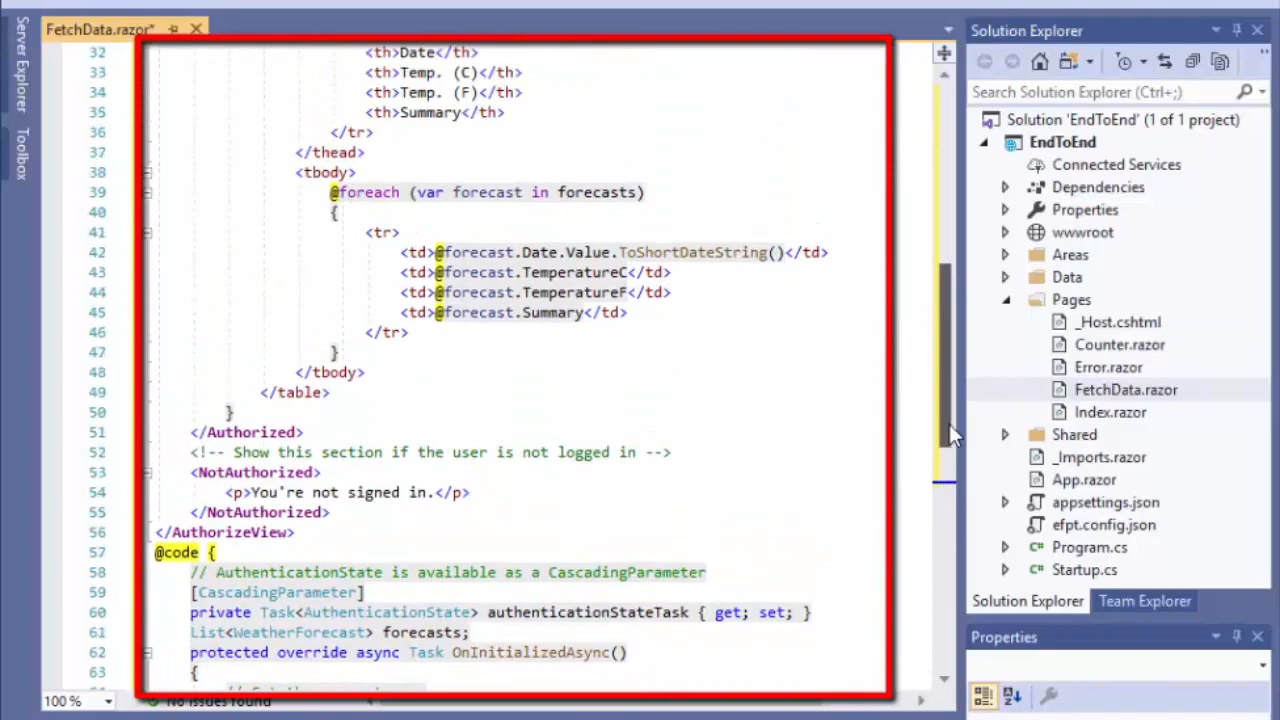 Server Explorer
Toolbox
FetchData.razor*
32 <th>Date</th>
33 <th>Temp. (C)</th>
34 <th>Temp. (F)</th>
35 <th>Summary</th>
36 </tr>
37 </thead>
38 <tbody>
39 @foreach (var forecast in forecasts)
40 {
41 <tr>
42 <td>@forecast.Date.Value.ToShortDateString()</td>
43 <td>@forecast.TemperatureC</td>
44 <td>@forecast.TemperatureF</td>
45 <td>@forecast.Summary</td>
46 </tr>
47 }
48 </tbody>
49 </table>
50 }
51 </Authorized>
52 <!-- Show this section if the user is not logged in -->
53 <NotAuthorized>
54 <p>You're not signed in.</p>
55 </NotAuthorized>
56 </AuthorizeView>
57 @code {
58 // AuthenticationState is available as a CascadingParameter
59 [CascadingParameter]
60 private Task<AuthenticationState> authenticationStateTask { get; set; }
61 List<WeatherForecast> forecasts;
62 protected override async Task OnInitializedAsync()
63 {
100 %
No issues found
Solution Explorer
Search Solution Explorer (Ctrl+;)
Solution 'EndToEnd' (1 of 1 project)
EndToEnd
Connected Services
Dependencies
Properties
wwwroot
Areas
Data
Pages
_Host.cshtml
Counter.razor
Error.razor
FetchData.razor
Index.razor
Shared
_Imports.razor
App.razor
appsettings.json
efpt.config.json
C# Program.cs
C# Startup.cs
Solution Explorer Team Explorer
Properties